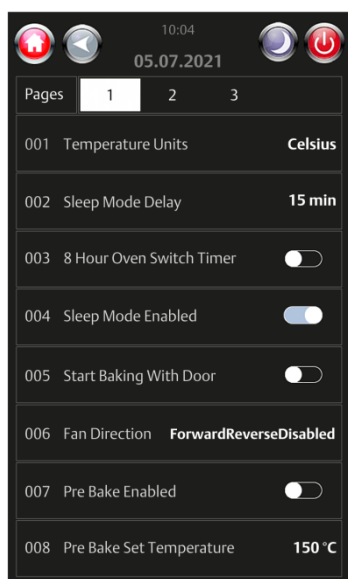 10:04
05.07.2021
Pages 1 2 3
001 Temperature Units Celsius
002 Sleep Mode Delay 15 min
003 8 Hour Oven Switch Timer
004 Sleep Mode Enabled
005 Start Baking With Door
006 Fan Direction ForwardReverseDisabled
007 Pre Bake Enabled
008 Pre Bake Set Temperature 150 °C